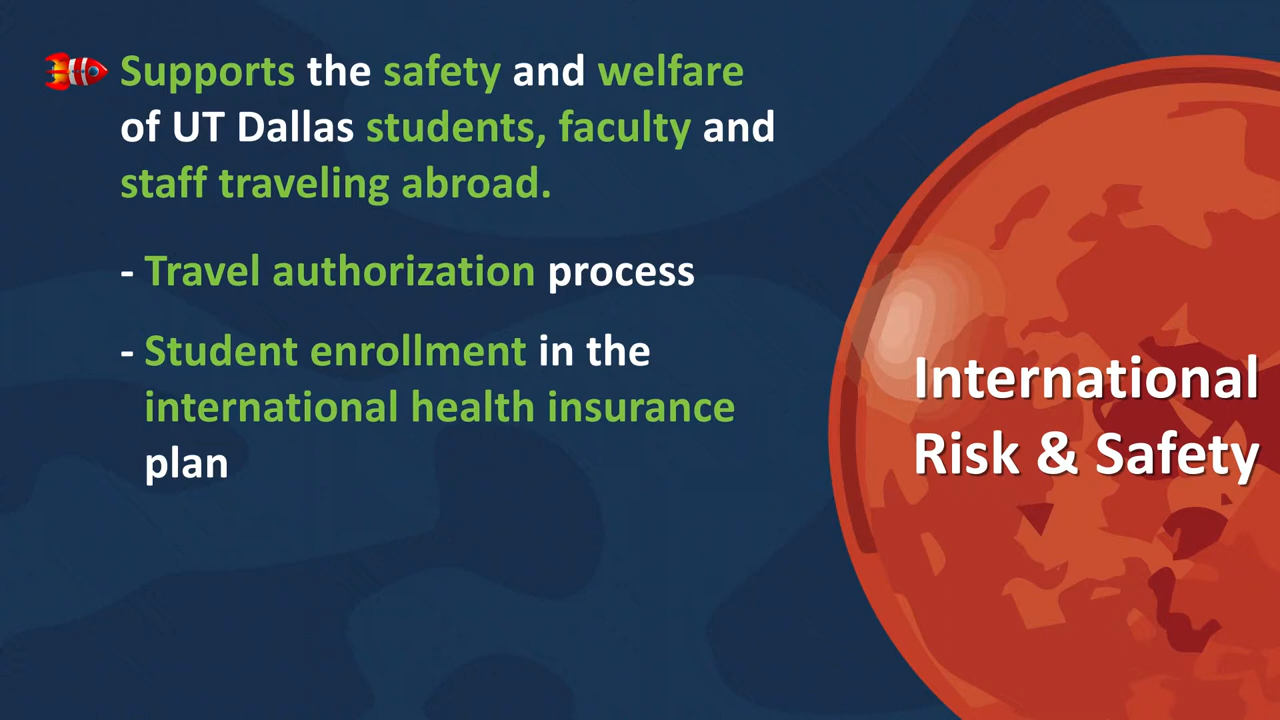 Supports the safety and welfare
of UT Dallas students, faculty and
staff traveling abroad.
- Travel authorization process
- Student enrollment in the
international health insurance
plan
International
Risk & Safety